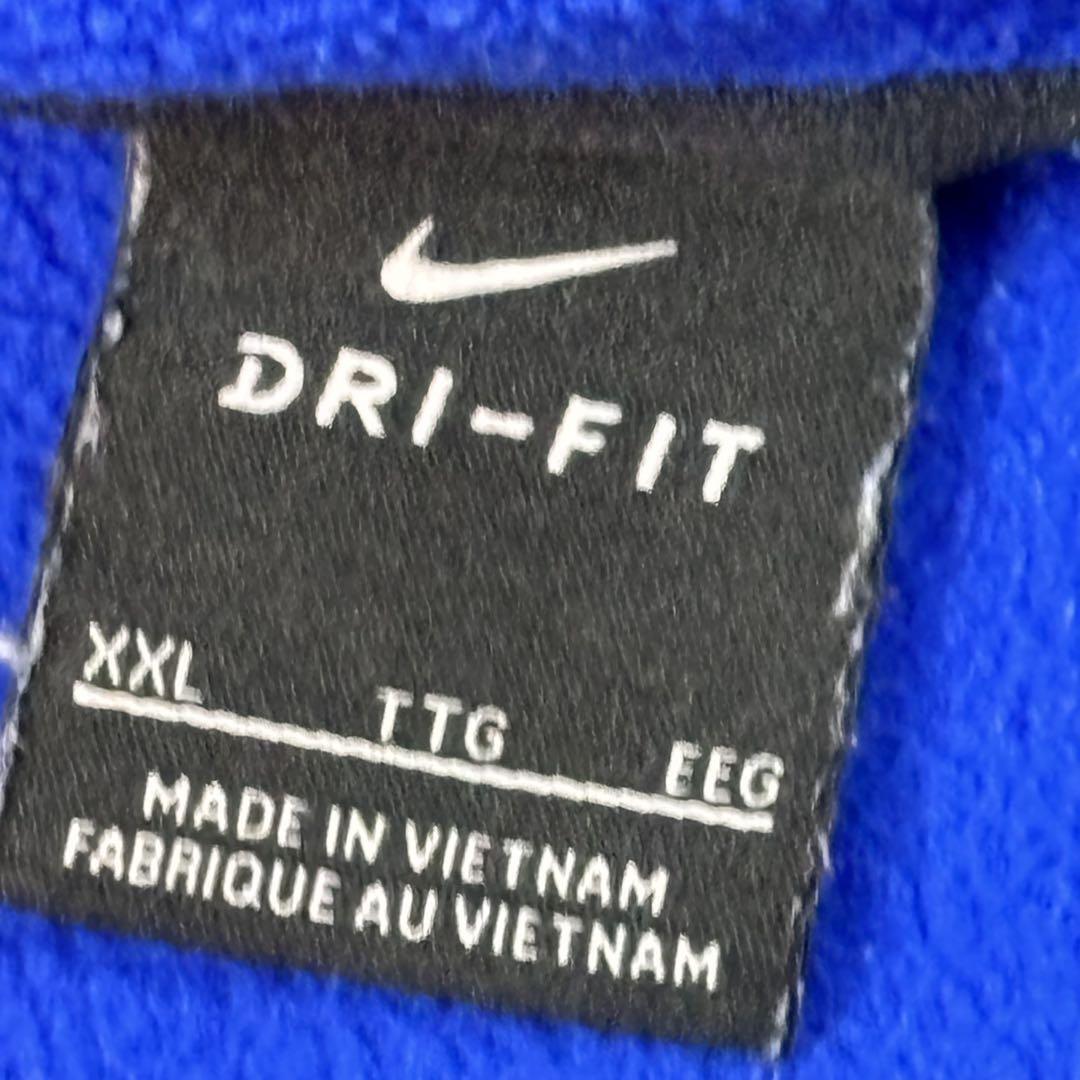 DRI-FIT
XXL TTG EEG
MADE IN VIETNAM
FABRIQUE AU VIETNAM